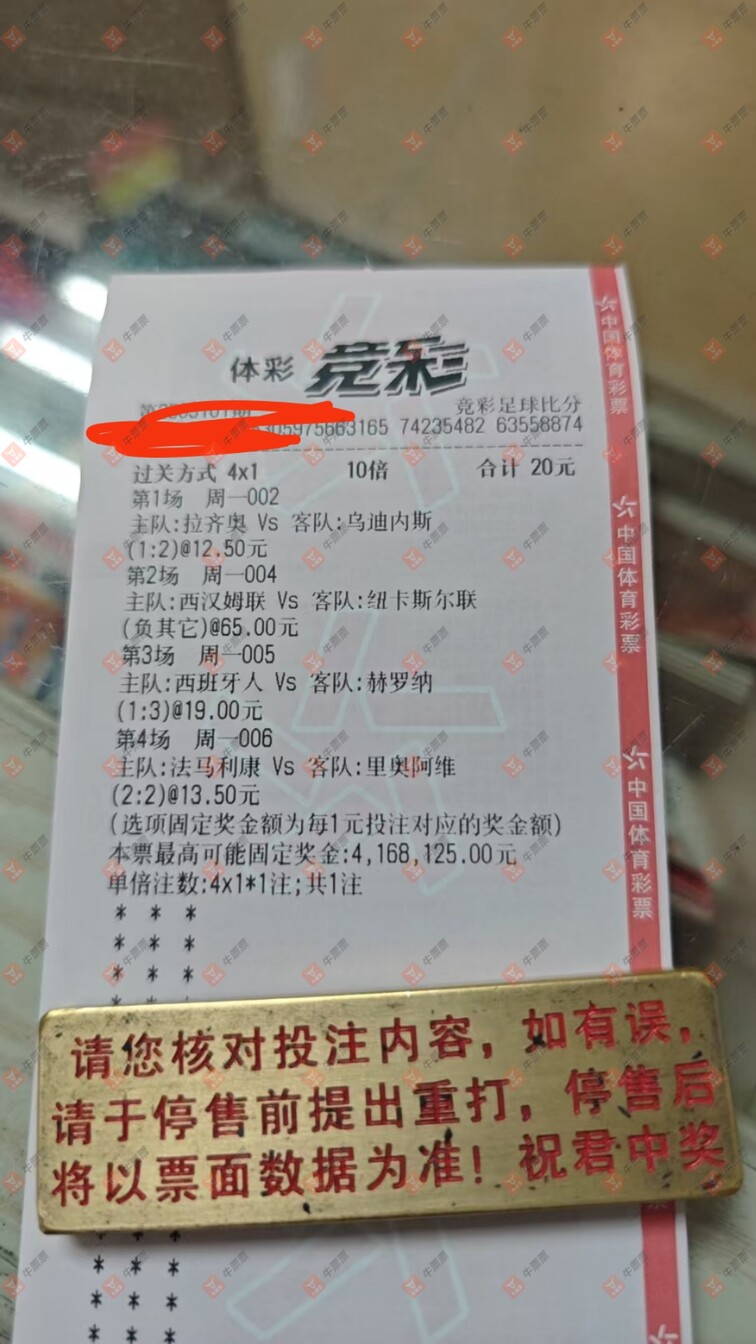 体彩 竞彩
竞彩足球比分
5975663165 74235482 63558874
过关方式 4x1 10倍 合计 20元
第1场 周一002
主队:拉齐奥 Vs 客队:乌迪内斯
(1:2)@12.50元
第2场 周一004
主队:西汉姆联 Vs 客队:纽卡斯尔联
(负其它)@65.00元
第3场 周一005
主队:西班牙人 Vs 客队:赫罗纳
(1:3)@19.00元
第4场 周一006
主队:法马利康 Vs 客队:里奥阿维
(2:2)@13.50元
(选项固定奖金额为每1元投注对应的奖金额)
本票最高可能固定奖金:4,168,125.00元
单倍注数:4x1*1注;共1注
* * *
* * *
* * *
* * *
请您核对投注内容，如有误，
请于停售前提出重打，停售后
将以票面数据为准！祝君中奖
* * *
* * *
* * *
* * *
中国体育彩票
中国体育彩票
中国体育彩票
牛票票